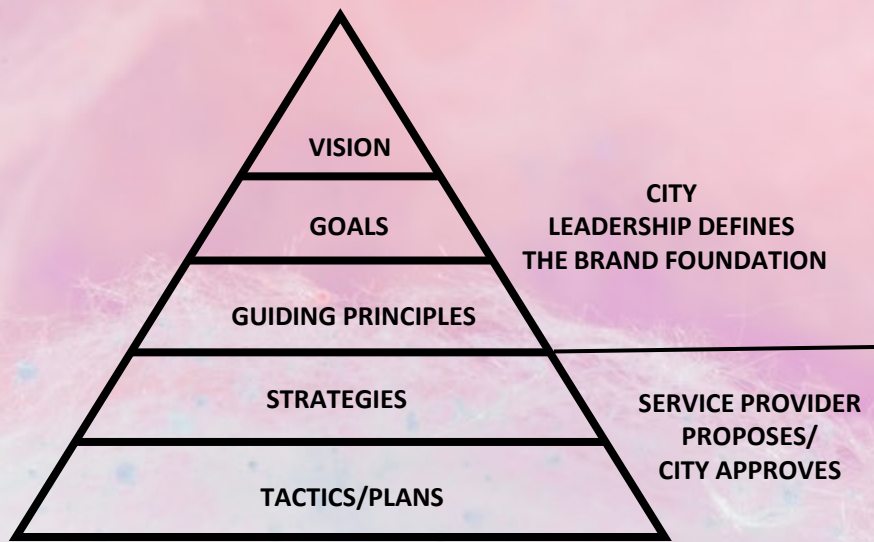 VISION
GOALS
GUIDING PRINCIPLES
STRATEGIES
TACTICS/PLANS
CITY
LEADERSHIP DEFINES
THE BRAND FOUNDATION
SERVICE PROVIDER
PROPOSES/
CITY APPROVES